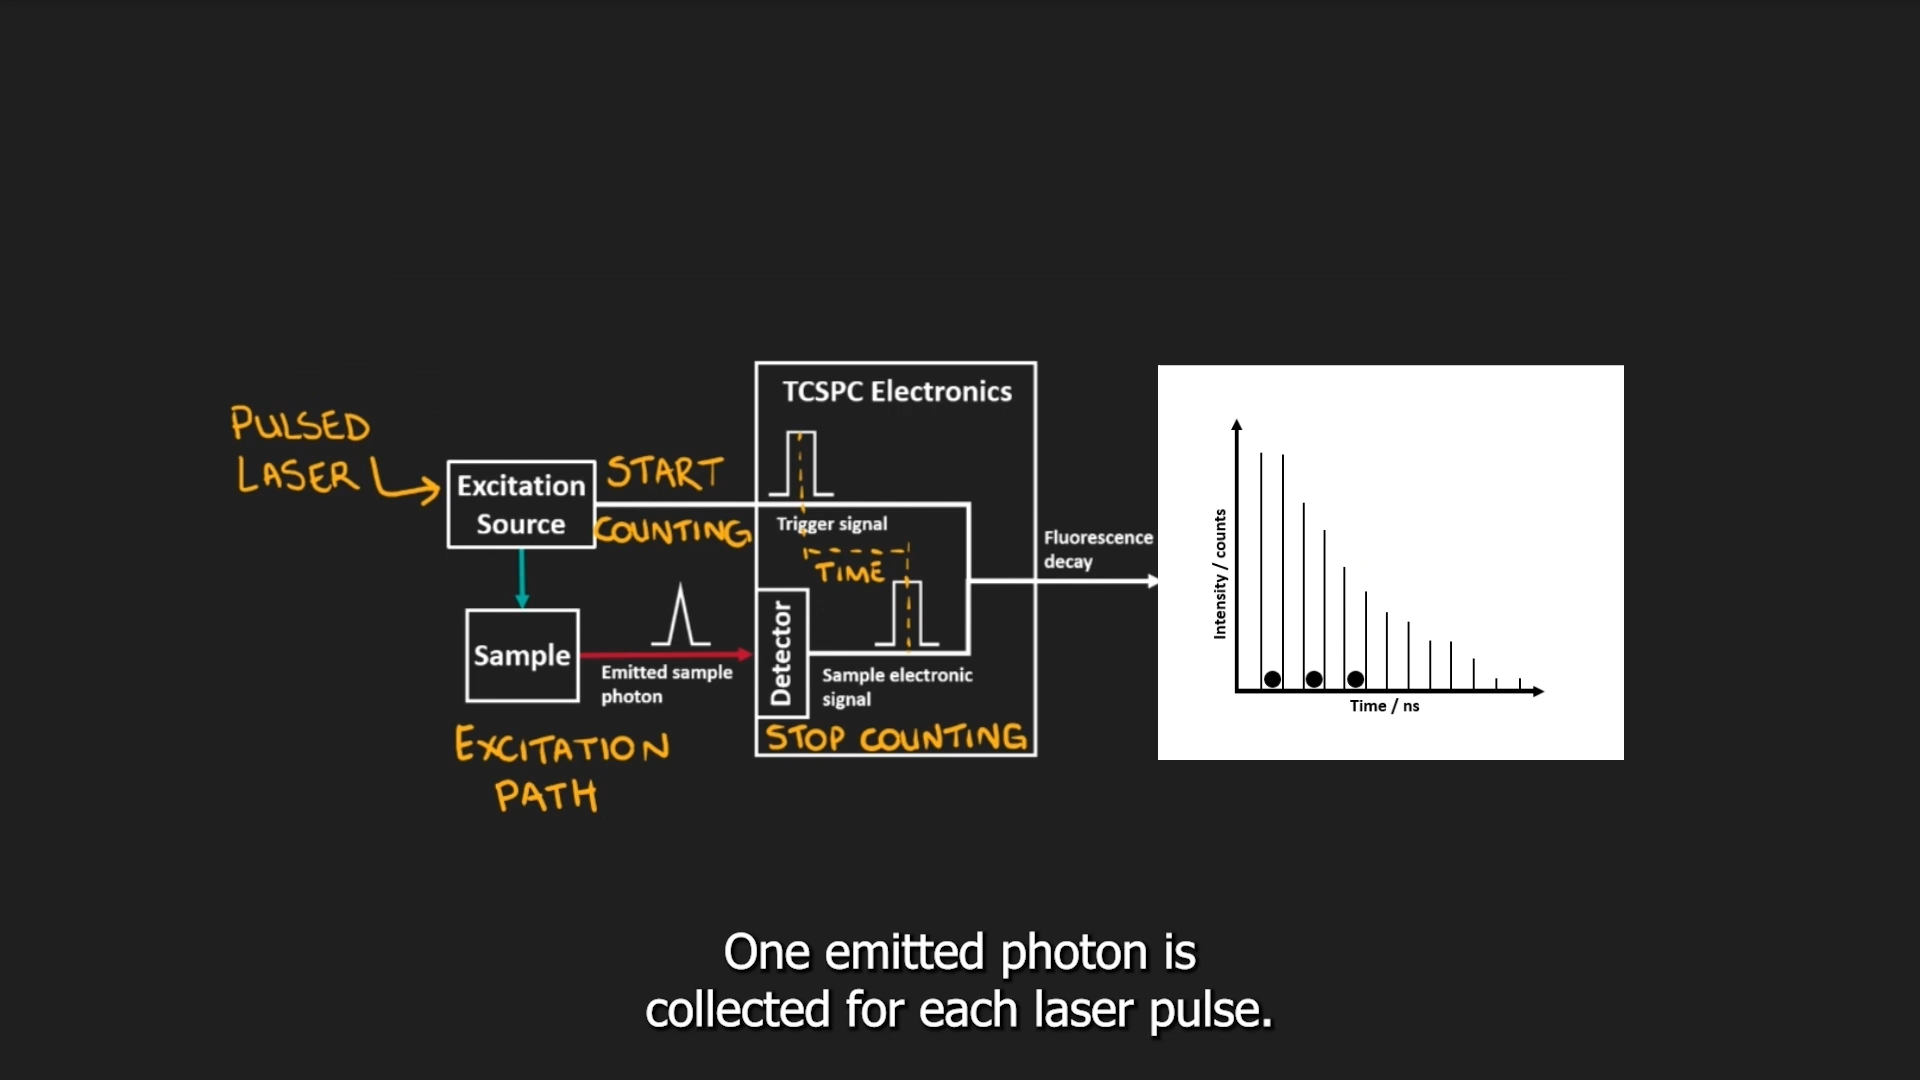 PULSED
LASER
Excitation
Source
START
COUNTING
TCSPC Electronics
Trigger signal
TIME
Sample
Emitted sample
photon
Detector
Sample electronic
signal
STOP COUNTING
EXCITATION
PATH
Fluorescence
decay
Intensity / counts
Time / ns
One emitted photon is
collected for each laser pulse.